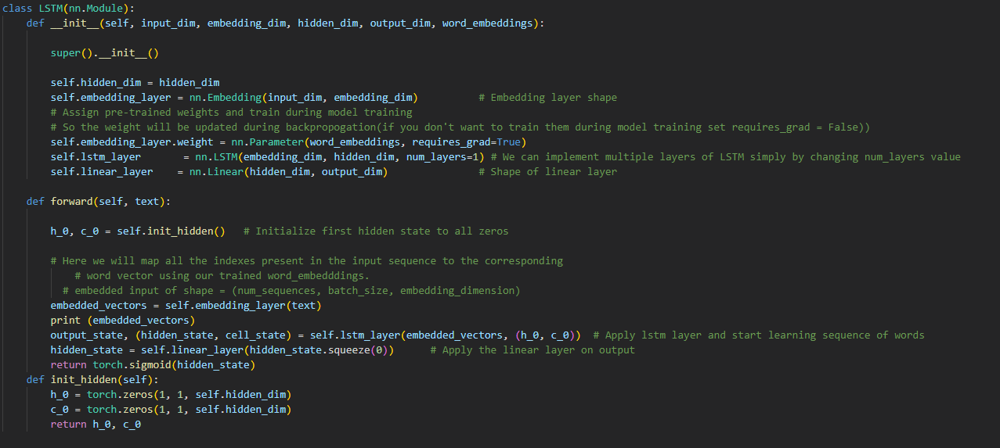 class LSTM(nn.Module):
    def __init__(self, input_dim, embedding_dim, hidden_dim, output_dim, word_embeddings):
        super().__init__()
        self.hidden_dim = hidden_dim
        self.embedding_layer = nn.Embedding(input_dim, embedding_dim)          # Embedding layer shape
        # Assign pre-trained weights and train during model training
        # So the weight will be updated during backpropogation(if you don't want to train them during model training set requires_grad = False))
        self.embedding_layer.weight = nn.Parameter(word_embeddings, requires_grad=True)
        self.lstm_layer       = nn.LSTM(embedding_dim, hidden_dim, num_layers=1) # We can implement multiple layers of LSTM simply by changing num_layers value
        self.linear_layer    = nn.Linear(hidden_dim, output_dim)               # Shape of linear layer
    def forward(self, text):
        h_0, c_0 = self.init_hidden()   # Initialize first hidden state to all zeros
        # Here we will map all the indexes present in the input sequence to the corresponding
            # word vector using our trained word_embedddings.
          # embedded input of shape = (num_sequences, batch_size, embedding_dimension)
        embedded_vectors = self.embedding_layer(text)
        print (embedded_vectors)
        output_state, (hidden_state, cell_state) = self.lstm_layer(embedded_vectors, (h_0, c_0))  # Apply lstm layer and start learning sequence of words
        hidden_state = self.linear_layer(hidden_state.squeeze(0))      # Apply the linear layer on output
        return torch.sigmoid(hidden_state)
    def init_hidden(self):
        h_0 = torch.zeros(1, 1, self.hidden_dim)
        c_0 = torch.zeros(1, 1, self.hidden_dim)
        return h_0, c_0